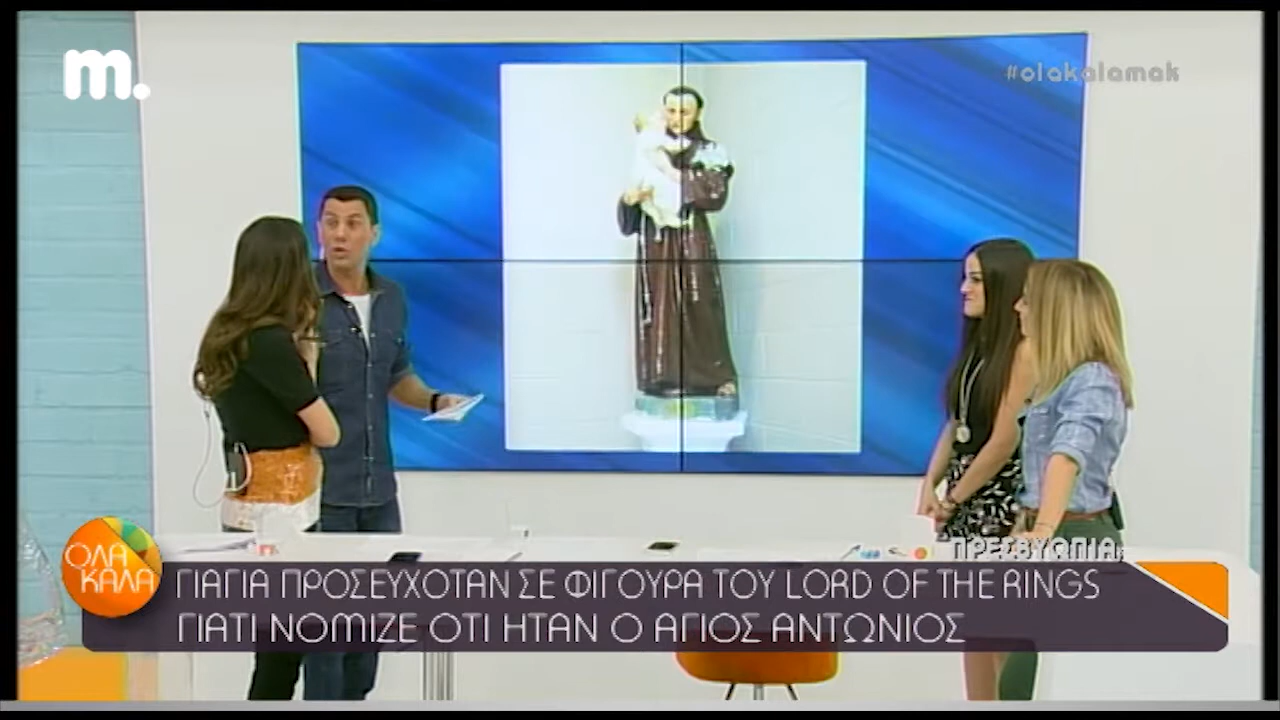 m.
#olakalamak
ΠΡΕΣΒΥΩΠΙΑ
ΟΛΑ
ΚΑΛΑ
ΓΙΑΓΙΑ ΠΡΟΣΕΥΧΟΤΑΝ ΣΕ ΦΙΓΟΥΡΑ ΤΟΥ LORD OF THE RINGS
ΓΙΑΤΙ ΝΟΜΙΖΕ ΟΤΙ ΗΤΑΝ Ο ΑΓΙΟΣ ΑΝΤΩΝΙΟΣ